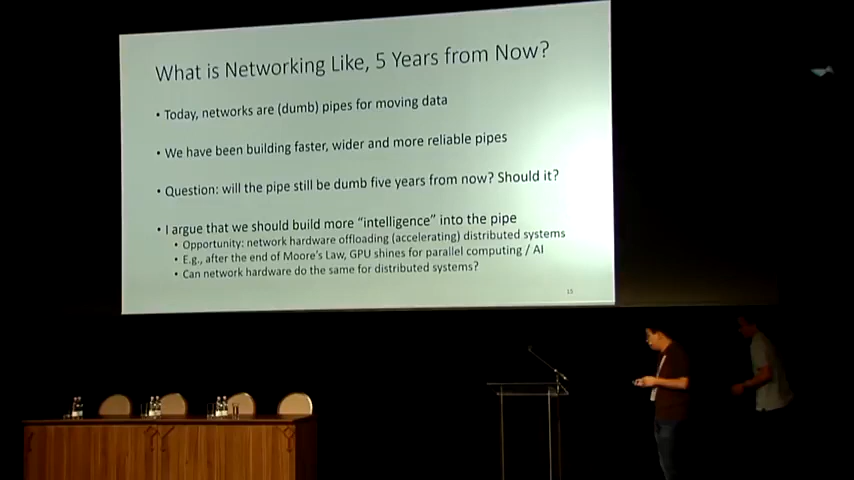 What is Networking Like, 5 Years from Now?
• Today, networks are (dumb) pipes for moving data
• We have been building faster, wider and more reliable pipes
• Question: will the pipe still be dumb five years from now? Should it?
• I argue that we should build more “intelligence” into the pipe
• Opportunity: network hardware offloading (accelerating) distributed systems
• E.g., after the end of Moore's Law, GPU shines for parallel computing / AI
• Can network hardware do the same for distributed systems?
15